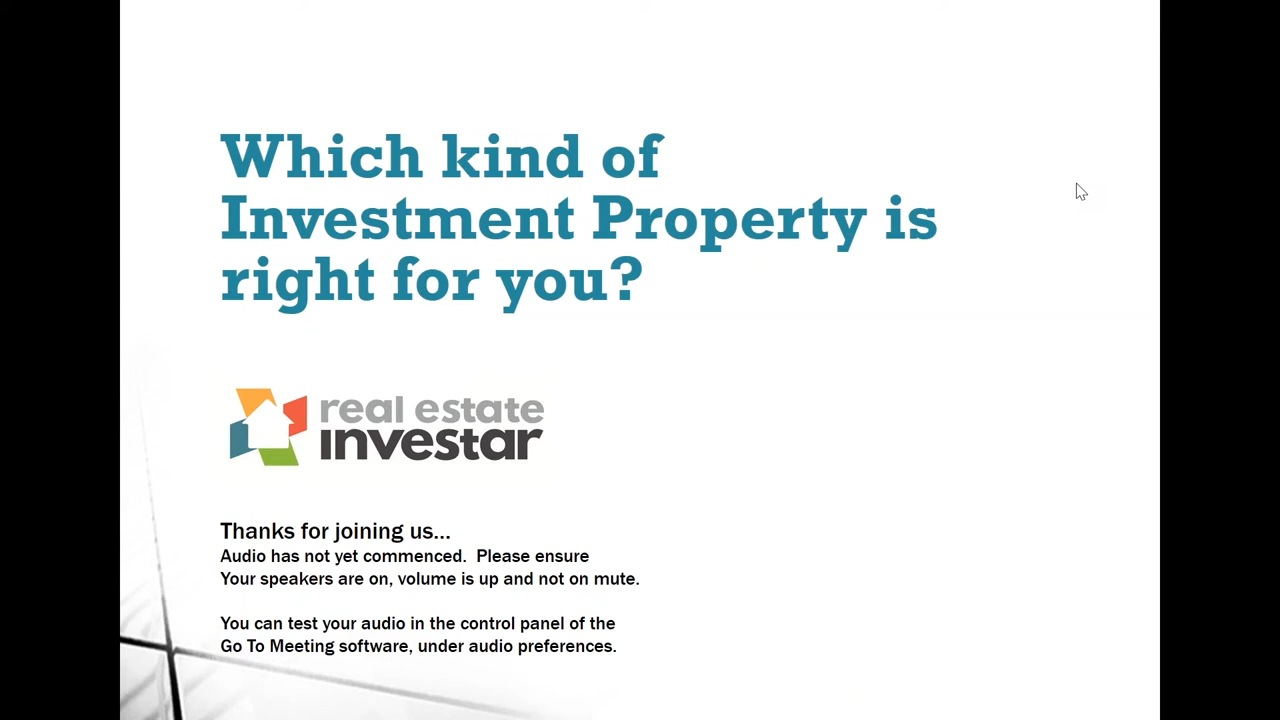 Which kind of
Investment Property is
right for you?
real estate
investar
Thanks for joining us...
Audio has not yet commenced.  Please ensure
Your speakers are on, volume is up and not on mute.
You can test your audio in the control panel of the
Go To Meeting software, under audio preferences.